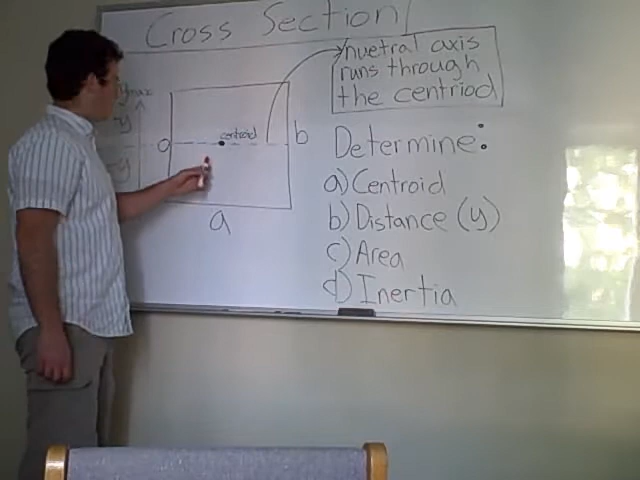 Cross Section
nuetral axis
runs through
the centriod
ymax
y
centroid
o
b
-y
a
Determine:
a) Centroid
b) Distance (y)
c) Area
d) Inertia